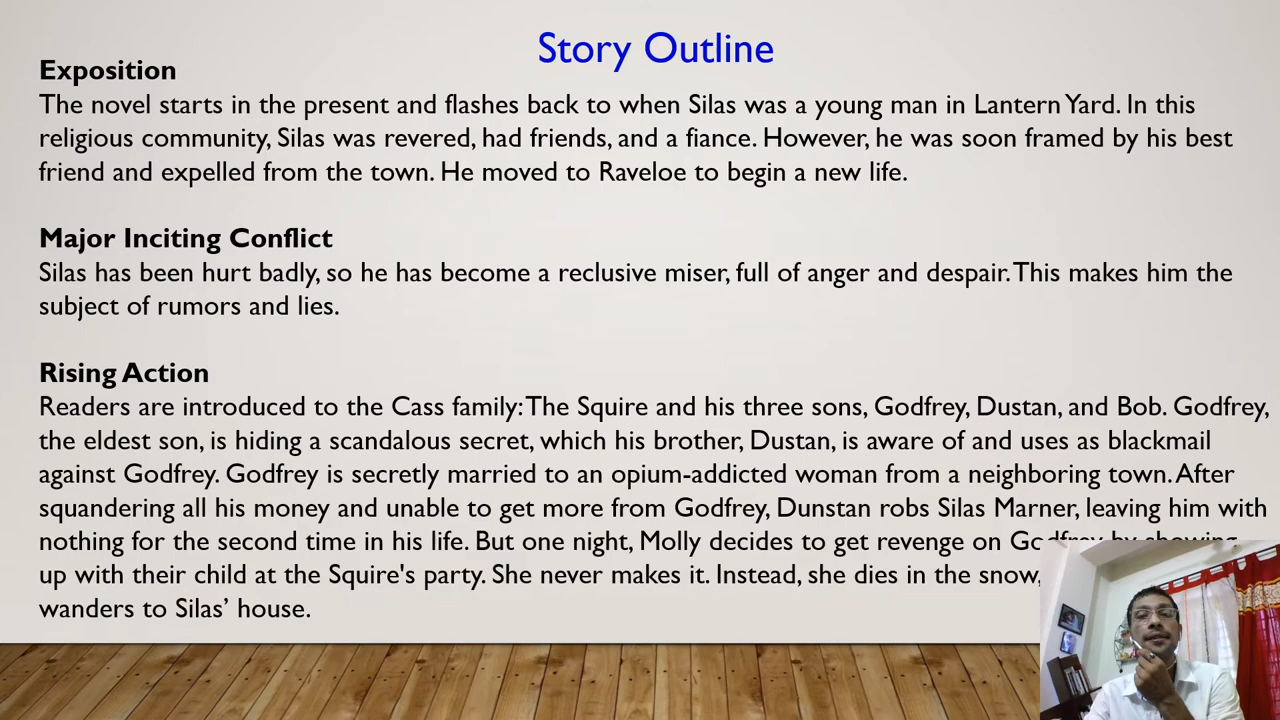 Story Outline
Exposition
The novel starts in the present and flashes back to when Silas was a young man in Lantern Yard. In this
religious community, Silas was revered, had friends, and a fiance. However, he was soon framed by his best
friend and expelled from the town. He moved to Raveloe to begin a new life.
Major Inciting Conflict
Silas has been hurt badly, so he has become a reclusive miser, full of anger and despair. This makes him the
subject of rumors and lies.
Rising Action
Readers are introduced to the Cass family: The Squire and his three sons, Godfrey, Dustan, and Bob. Godfrey,
the eldest son, is hiding a scandalous secret, which his brother, Dustan, is aware of and uses as blackmail
against Godfrey. Godfrey is secretly married to an opium-addicted woman from a neighboring town. After
squandering all his money and unable to get more from Godfrey, Dunstan robs Silas Marner, leaving him with
nothing for the second time in his life. But one night, Molly decides to get revenge on Godfrey by showing
up with their child at the Squire's party. She never makes it. Instead, she dies in the snow,
wanders to Silas’ house.